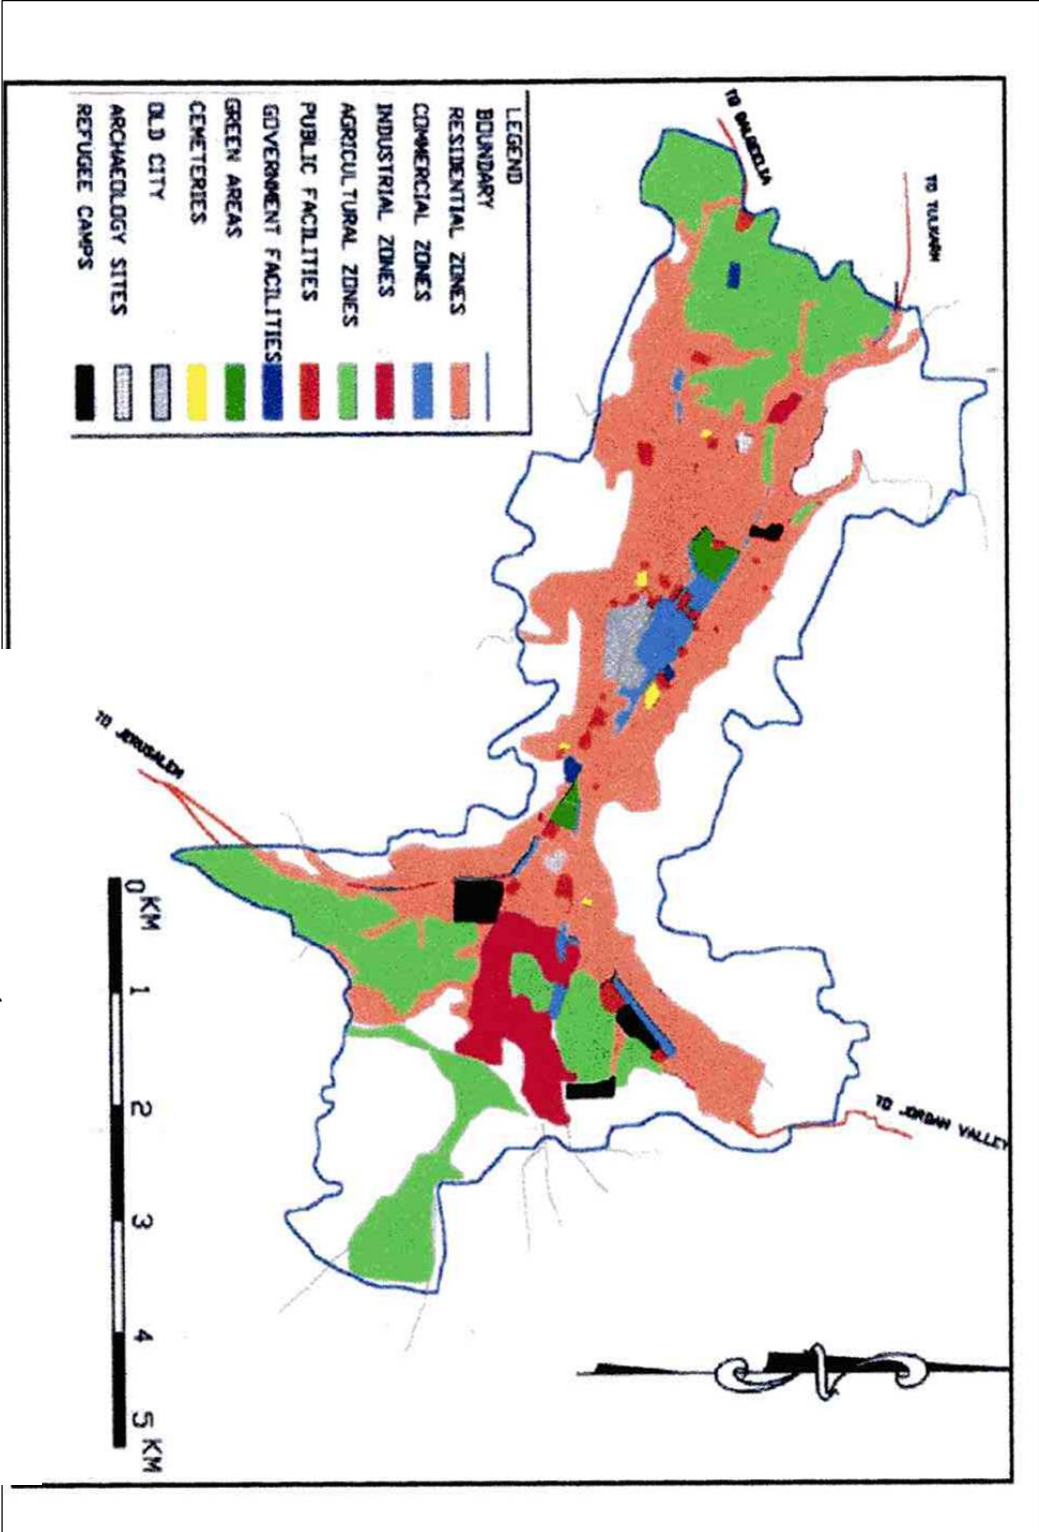 LEGEND
BOUNDARY
RESIDENTIAL ZONES
COMMERCIAL ZONES
INDUSTRIAL ZONES
AGRICULTURAL ZONES
PUBLIC FACILITIES
GOVERNMENT FACILITIES
GREEN AREAS
CEMETERIES
OLD CITY
ARCHAEOLOGY SITES
REFUGEE CAMPS
TO TULKARM
TO JORDAN VALLEY
TO JERUSALEM
0 KM 1 2 3 4 5 KM